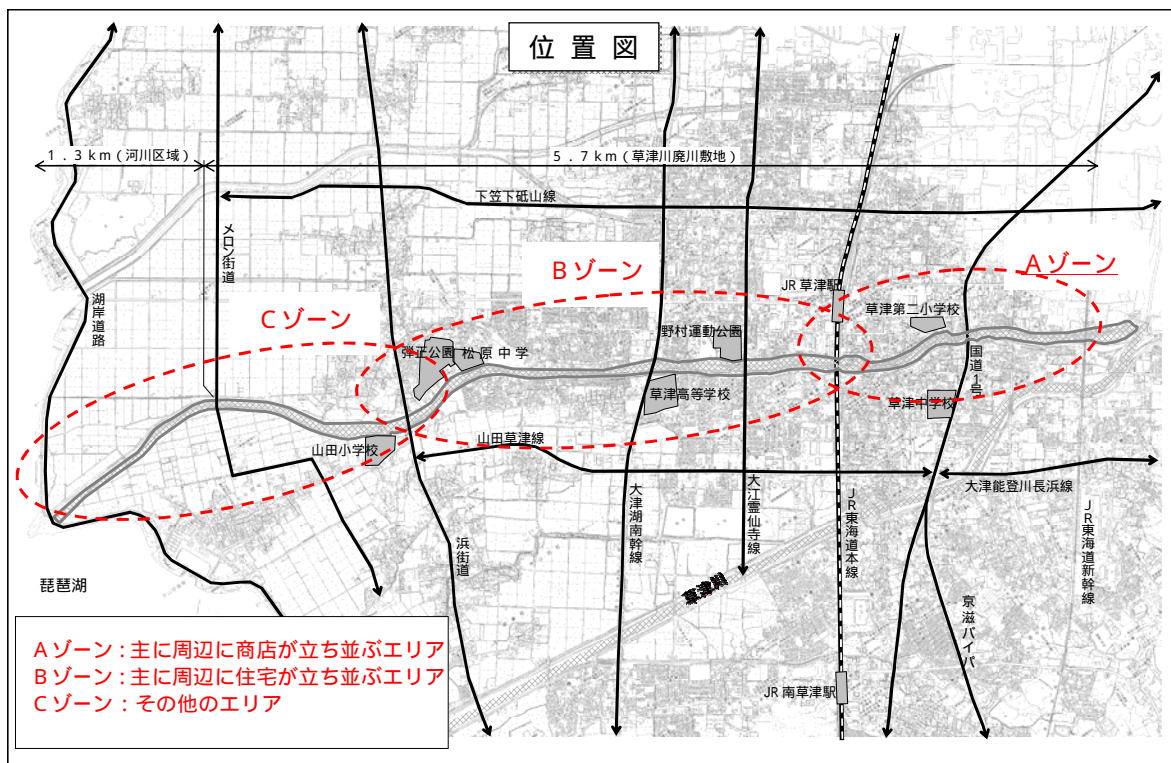 位置図
1.3km(河川区域)
5.7km(草津川廃川敷地)
下笠下砥山線
メロン街道
湖岸道路
Bゾーン
Aゾーン
Cゾーン
JR草津駅
草津第二小学校
野村運動公園
弾正公園
松原中学
国道1号
草津高等学校
草津中学校
山田小学校
山田草津線
大津能登川長浜線
大津湖南幹線
大江霊仙寺線
JR東海道本線
JR東海道新幹線
浜街道
草津川
京滋バイパ
琵琶湖
JR南草津駅
Aゾーン:主に周辺に商店が立ち並ぶエリア
Bゾーン:主に周辺に住宅が立ち並ぶエリア
Cゾーン:その他のエリア